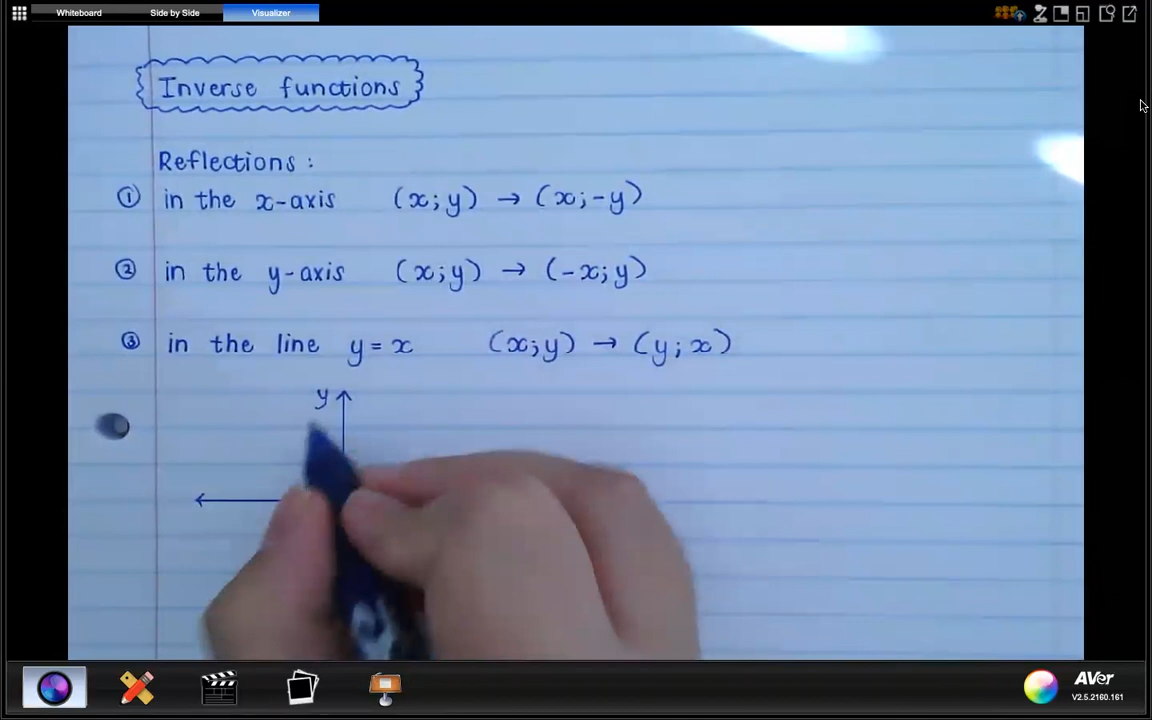 Whiteboard Side by Side Visualizer
Inverse functions
Reflections :
① in the x-axis (x;y) → (x;-y)
② in the y-axis (x;y) → (-x;y)
③ in the line y = x (x;y) → (y;x)
y
AVer
V2.5.2160.161